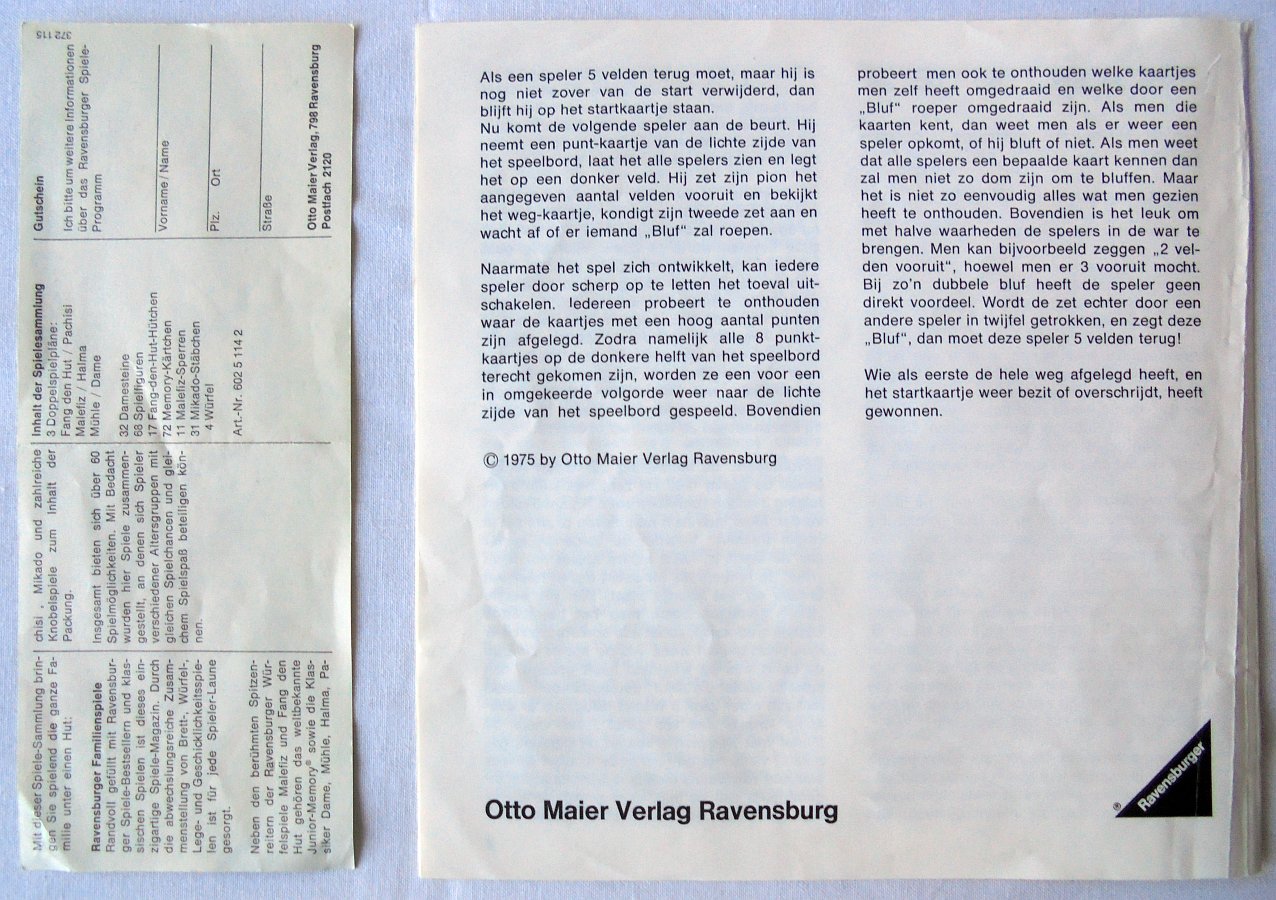 Mit dieser Spiele-Sammlung brin-
gen Sie spielend die ganze Fa-
milie unter einen Hut:
Ravensburger Familienspiele
Randvoll gefüllt mit Ravensbur-
ger Spiele-Bestsellern und klas-
sischen Spielen ist dieses ein-
zigartige Spiele-Magazin. Durch
die abwechslungsreiche Zusam-
menstellung von Brett-, Würfel-,
Lege- und Geschicklichkeitsspie-
len ist für jede Spieler-Laune
gesorgt.
Neben den berühmten Spitzen-
reitern der Ravensburger Wür-
felspiele Malefiz und Fang den
Hut gehören das weltbekannte
Junior-Memory® sowie die Klas-
siker Dame, Mühle, Halma, Pa-
chisi, Mikado und zahlreiche
Knobelspiele zum Inhalt der
Packung.
Insgesamt bieten sich über 60
Spielmöglichkeiten. Mit Bedacht
wurden hier Spiele zusammen-
gestellt, an denen sich Spieler
verschiedener Altersgruppen mit
gleichen Spielchancen und glei-
chem Spielspaß beteiligen kön-
nen.
Inhalt der Spielesammlung
3 Doppelspielpläne:
Fang den Hut / Pachisi
Malefiz / Halma
Mühle / Dame
32 Damesteine
68 Spielfiguren
17 Fang-den-Hut-Hütchen
72 Memory-Kärtchen
11 Malefiz-Sperren
31 Mikado-Stäbchen
4 Würfel
Art.-Nr. 602 5 114 2
Gutschein
Ich bitte um weitere Informationen
über das Ravensburger Spiele-
Programm
Vorname / Name
Plz. Ort
Straße
Otto Maier Verlag, 798 Ravensburg
Postfach 2120
972 115
Als een speler 5 velden terug moet, maar hij is
nog niet zover van de start verwijderd, dan
blijft hij op het startkaartje staan.
Nu komt de volgende speler aan de beurt. Hij
neemt een punt-kaartje van de lichte zijde van
het speelbord, laat het alle spelers zien en legt
het op een donker veld. Hij zet zijn pion het
aangegeven aantal velden vooruit en bekijkt
het weg-kaartje, kondigt zijn tweede zet aan en
wacht af of er iemand „Bluf“ zal roepen.
Naarmate het spel zich ontwikkelt, kan iedere
speler door scherp op te letten het toeval uit-
schakelen. Iedereen probeert te onthouden
waar de kaartjes met een hoog aantal punten
zijn afgelegd. Zodra namelijk alle 8 punt-
kaartjes op de donkere helft van het speelbord
terecht gekomen zijn, worden ze een voor een
in omgekeerde volgorde weer naar de lichte
zijde van het speelbord gespeeld. Bovendien
probeert men ook te onthouden welke kaartjes
men zelf heeft omgedraaid en welke door een
„Bluf“ roeper omgedraaid zijn. Als men die
kaarten kent, dan weet men als er weer een
speler opkomt, of hij bluft of niet. Als men weet
dat alle spelers een bepaalde kaart kennen dan
zal men niet zo dom zijn om te bluffen. Maar
het is niet zo eenvoudig alles wat men gezien
heeft te onthouden. Bovendien is het leuk om
met halve waarheden de spelers in de war te
brengen. Men kan bijvoorbeeld zeggen „2 vel-
den vooruit“, hoewel men er 3 vooruit mocht.
Bij zo’n dubbele bluf heeft de speler geen
direkt voordeel. Wordt de zet echter door een
andere speler in twijfel getrokken, en zegt deze
„Bluf“, dan moet deze speler 5 velden terug!
Wie als eerste de hele weg afgelegd heeft, en
het startkaartje weer bezit of overschrijdt, heeft
gewonnen.
© 1975 by Otto Maier Verlag Ravensburg
Otto Maier Verlag Ravensburg
Ravensburger®